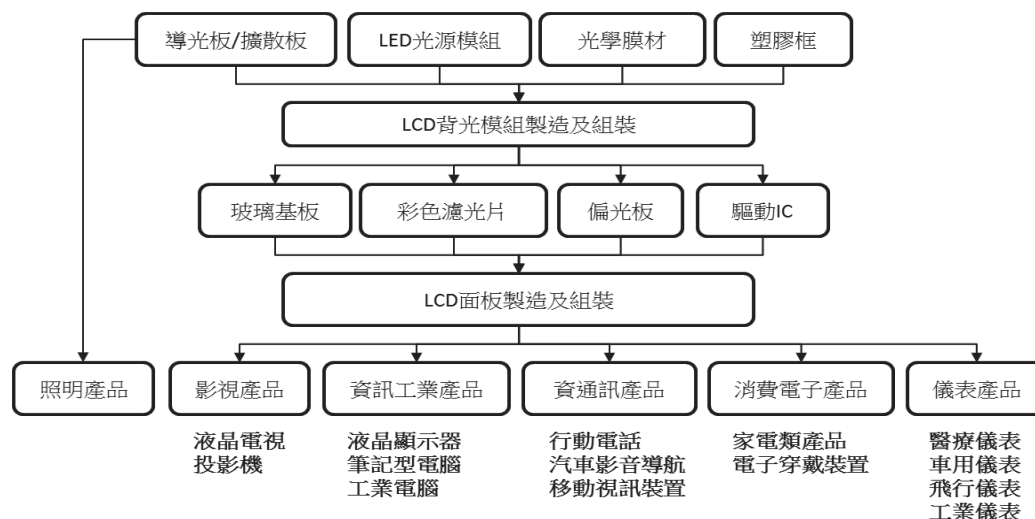 導光板/擴散板
LED光源模組
光學膜材
塑膠框
LCD背光模組製造及組裝
玻璃基板
彩色濾光片
偏光板
驅動IC
LCD面板製造及組裝
照明產品
影視產品
資訊工業產品
資通訊產品
消費電子產品
儀表產品
液晶電視
投影機
液晶顯示器
筆記型電腦
工業電腦
行動電話
汽車影音導航
移動視訊裝置
家電類產品
電子穿戴裝置
醫療儀表
車用儀表
飛行儀表
工業儀表